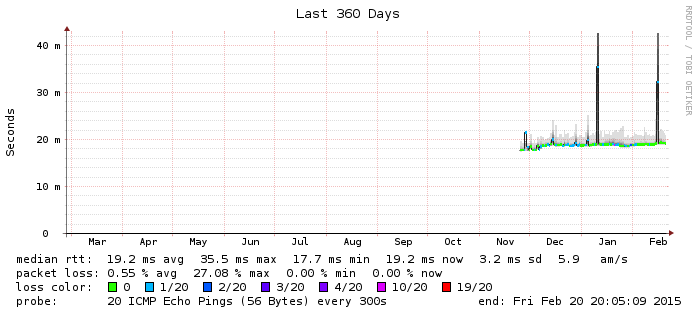 Last 360 Days
RRDTOOL / TOBI OETIKER
Seconds
40 m
30 m
20 m
10 m
0
Mar Apr May Jun Jul Aug Sep Oct Nov Dec Jan Feb
median rtt: 19.2 ms avg 35.5 ms max 17.7 ms min 19.2 ms now 3.2 ms sd 5.9 am/s
packet loss: 0.55 % avg 27.08 % max 0.00 % min 0.00 % now
loss color: 0 1/20 2/20 3/20 4/20 10/20 19/20
probe: 20 ICMP Echo Pings (56 Bytes) every 300s end: Fri Feb 20 20:05:09 2015